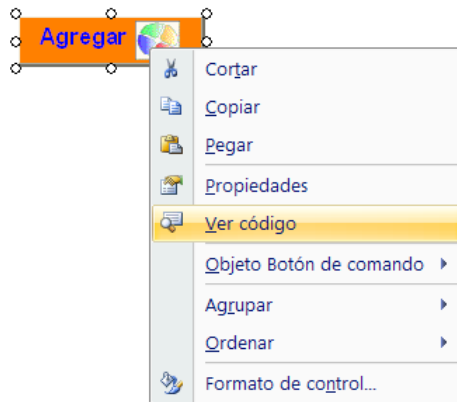 Agregar
Cortar
Copiar
Pegar
Propiedades
Ver código
Objeto Botón de comando
Agrupar
Ordenar
Formato de control...